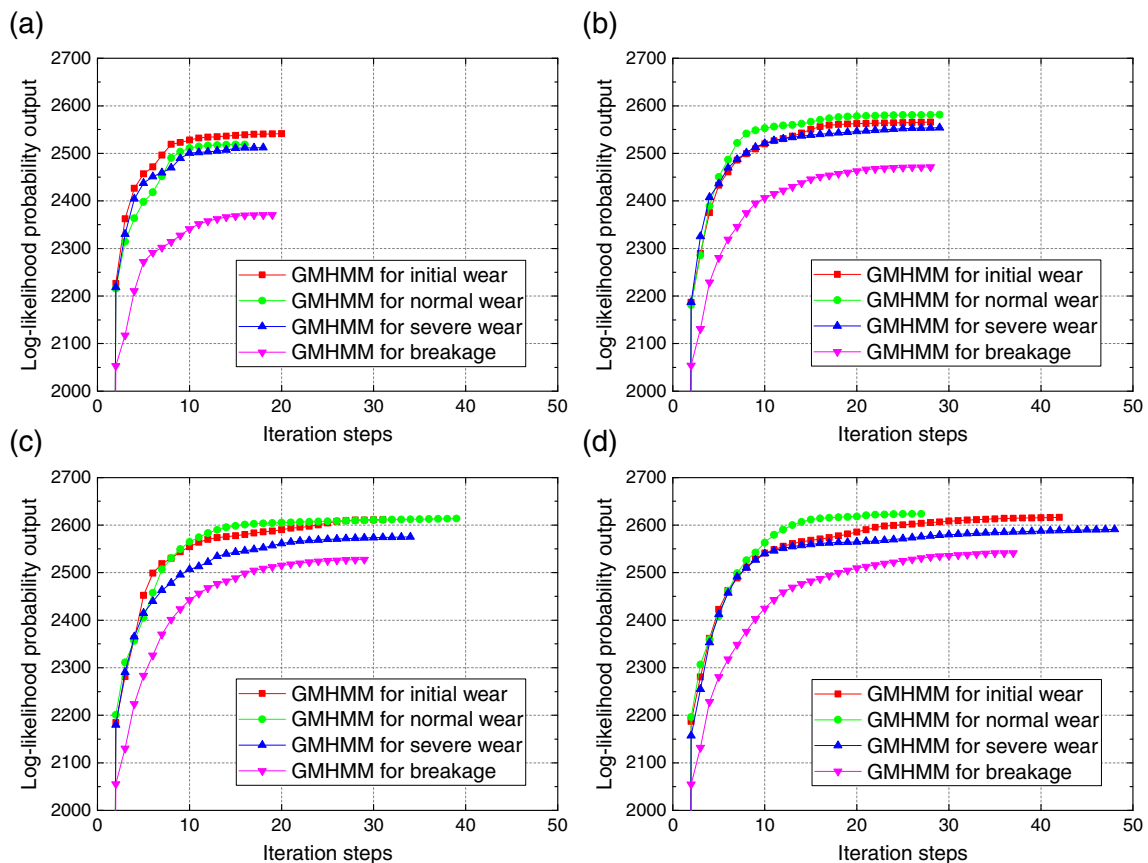 (a)
Log-likelihood probability output
2700
2600
2500
2400
2300
2200
2100
2000
GMHMM for initial wear
GMHMM for normal wear
GMHMM for severe wear
GMHMM for breakage
0 10 20 30 40 50
Iteration steps
(b)
Log-likelihood probability output
2700
2600
2500
2400
2300
2200
2100
2000
GMHMM for initial wear
GMHMM for normal wear
GMHMM for severe wear
GMHMM for breakage
0 10 20 30 40 50
Iteration steps
(c)
Log-likelihood probability output
2700
2600
2500
2400
2300
2200
2100
2000
GMHMM for initial wear
GMHMM for normal wear
GMHMM for severe wear
GMHMM for breakage
0 10 20 30 40 50
Iteration steps
(d)
Log-likelihood probability output
2700
2600
2500
2400
2300
2200
2100
2000
GMHMM for initial wear
GMHMM for normal wear
GMHMM for severe wear
GMHMM for breakage
0 10 20 30 40 50
Iteration steps